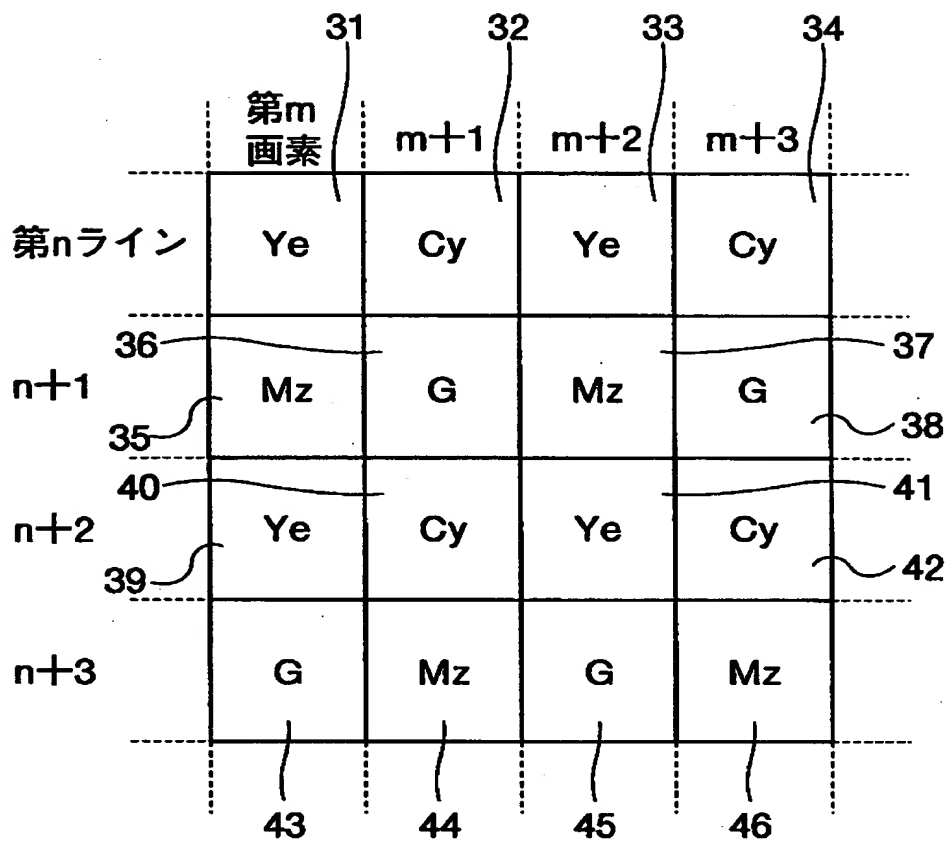 31 32 33 34
第m
画素 m+1 m+2 m+3
第nライン Ye Cy Ye Cy
36 37
n+1 Mz G Mz G
35 38
40 41
n+2 Ye Cy Ye Cy
39 42
n+3 G Mz G Mz
43 44 45 46